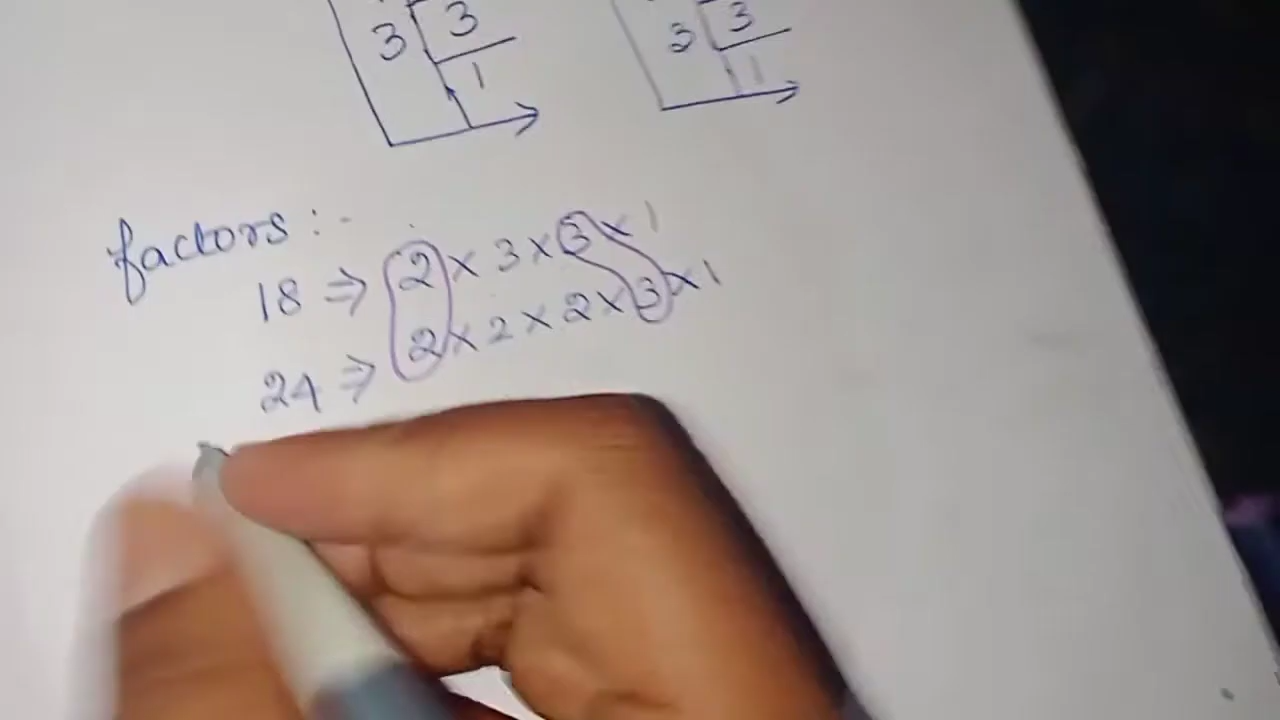 3 3 3 3
1 1
factors :-
18 ⇒ 2 × 3 × 3 × 1
24 ⇒ 2 × 2 × 2 × 3 × 1